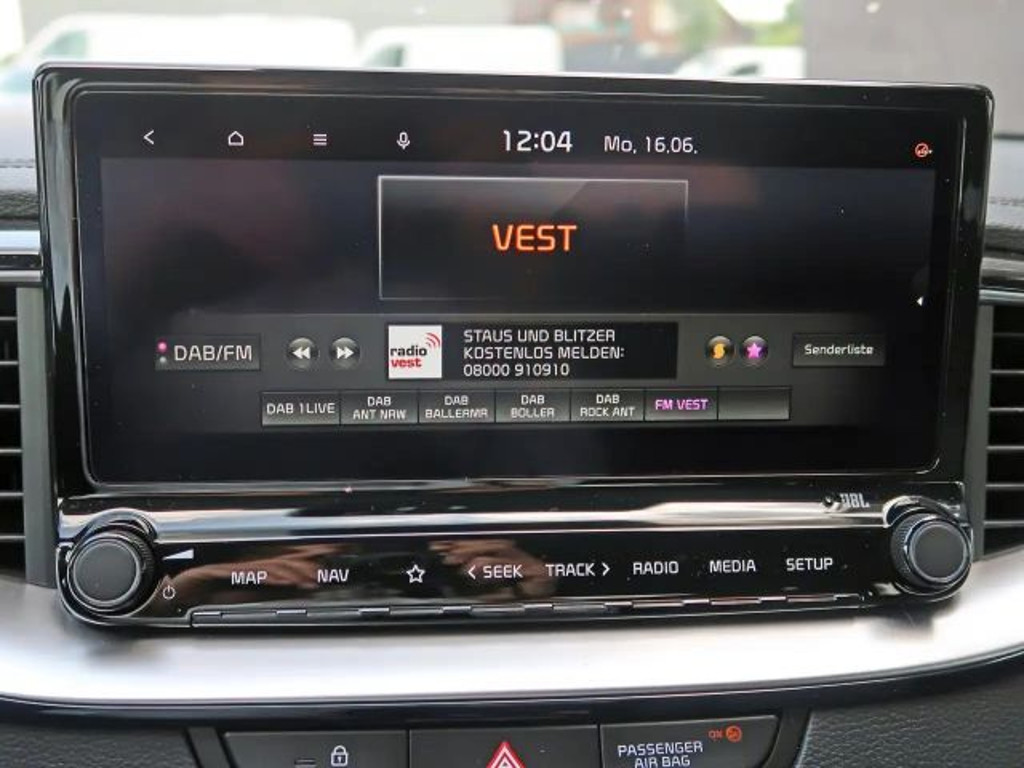 12:04 Mo, 16.06.
VEST
DAB/FM
radio
vest
STAUS UND BLITZER
KOSTENLOS MELDEN:
08000 910910
Senderliste
DAB 1LIVE
DAB
ANT NRW
DAB
BALLERMR
DAB
BOLLER
DAB
ROCK ANT
FM VEST
JBL
MAP NAV < SEEK TRACK > RADIO MEDIA SETUP
PASSENGER
AIR BAG
ON